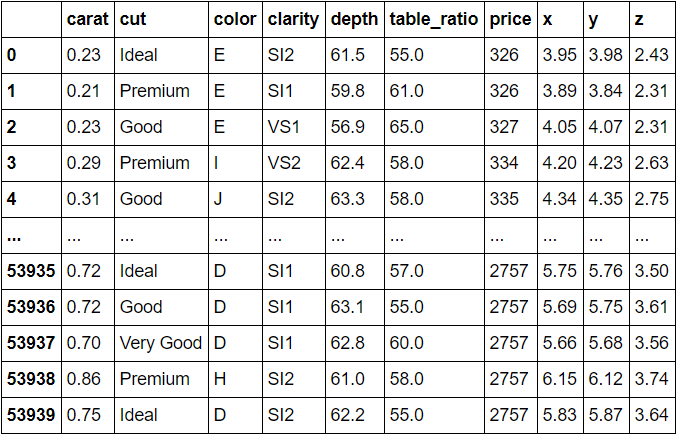 carat cut color clarity depth table_ratio price x y z
0 0.23 Ideal E SI2 61.5 55.0 326 3.95 3.98 2.43
1 0.21 Premium E SI1 59.8 61.0 326 3.89 3.84 2.31
2 0.23 Good E VS1 56.9 65.0 327 4.05 4.07 2.31
3 0.29 Premium I VS2 62.4 58.0 334 4.20 4.23 2.63
4 0.31 Good J SI2 63.3 58.0 335 4.34 4.35 2.75
... ... ... ... ... ... ... ... ... ... ...
53935 0.72 Ideal D SI1 60.8 57.0 2757 5.75 5.76 3.50
53936 0.72 Good D SI1 63.1 55.0 2757 5.69 5.75 3.61
53937 0.70 Very Good D SI1 62.8 60.0 2757 5.66 5.68 3.56
53938 0.86 Premium H SI2 61.0 58.0 2757 6.15 6.12 3.74
53939 0.75 Ideal D SI2 62.2 55.0 2757 5.83 5.87 3.64